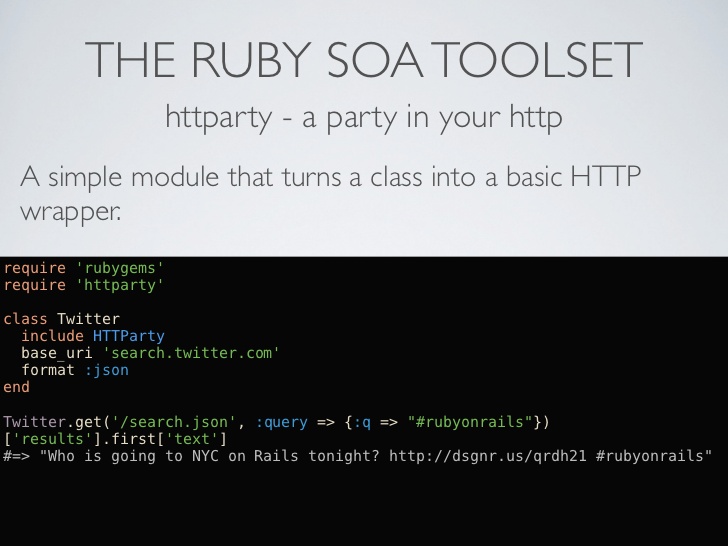 THE RUBY SOA TOOLSET
httparty - a party in your http
A simple module that turns a class into a basic HTTP
wrapper.
require 'rubygems'
require 'httparty'
class Twitter
  include HTTParty
  base_uri 'search.twitter.com'
  format :json
end
Twitter.get('/search.json', :query => {:q => "#rubyonrails"})
['results'].first['text']
#=> "Who is going to NYC on Rails tonight? http://dsgnr.us/qrdh21 #rubyonrails"